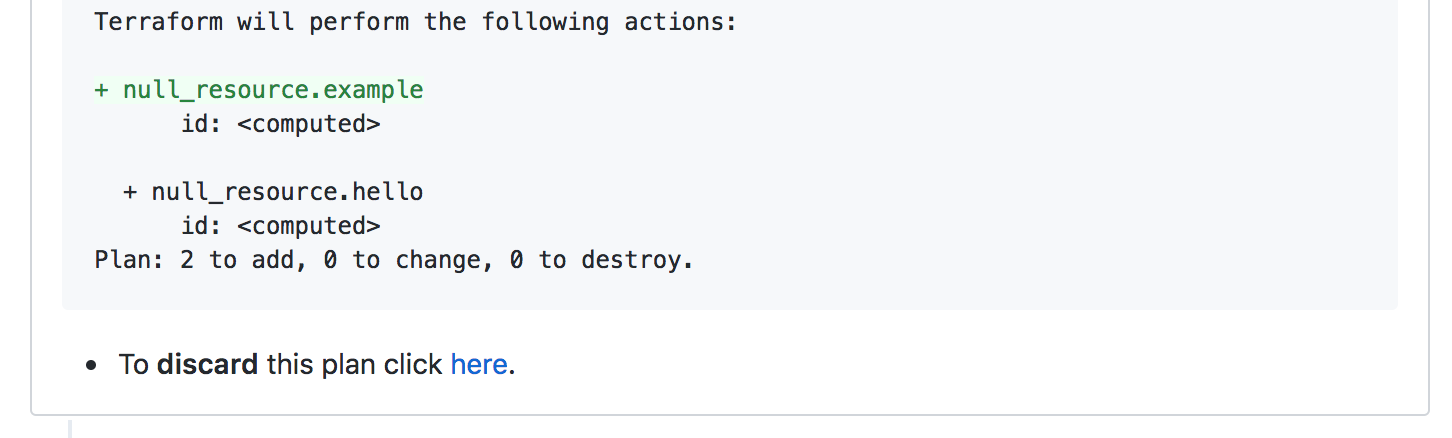 Terraform will perform the following actions:
+ null_resource.example
id: <computed>
+ null_resource.hello
id: <computed>
Plan: 2 to add, 0 to change, 0 to destroy.
• To discard this plan click here.